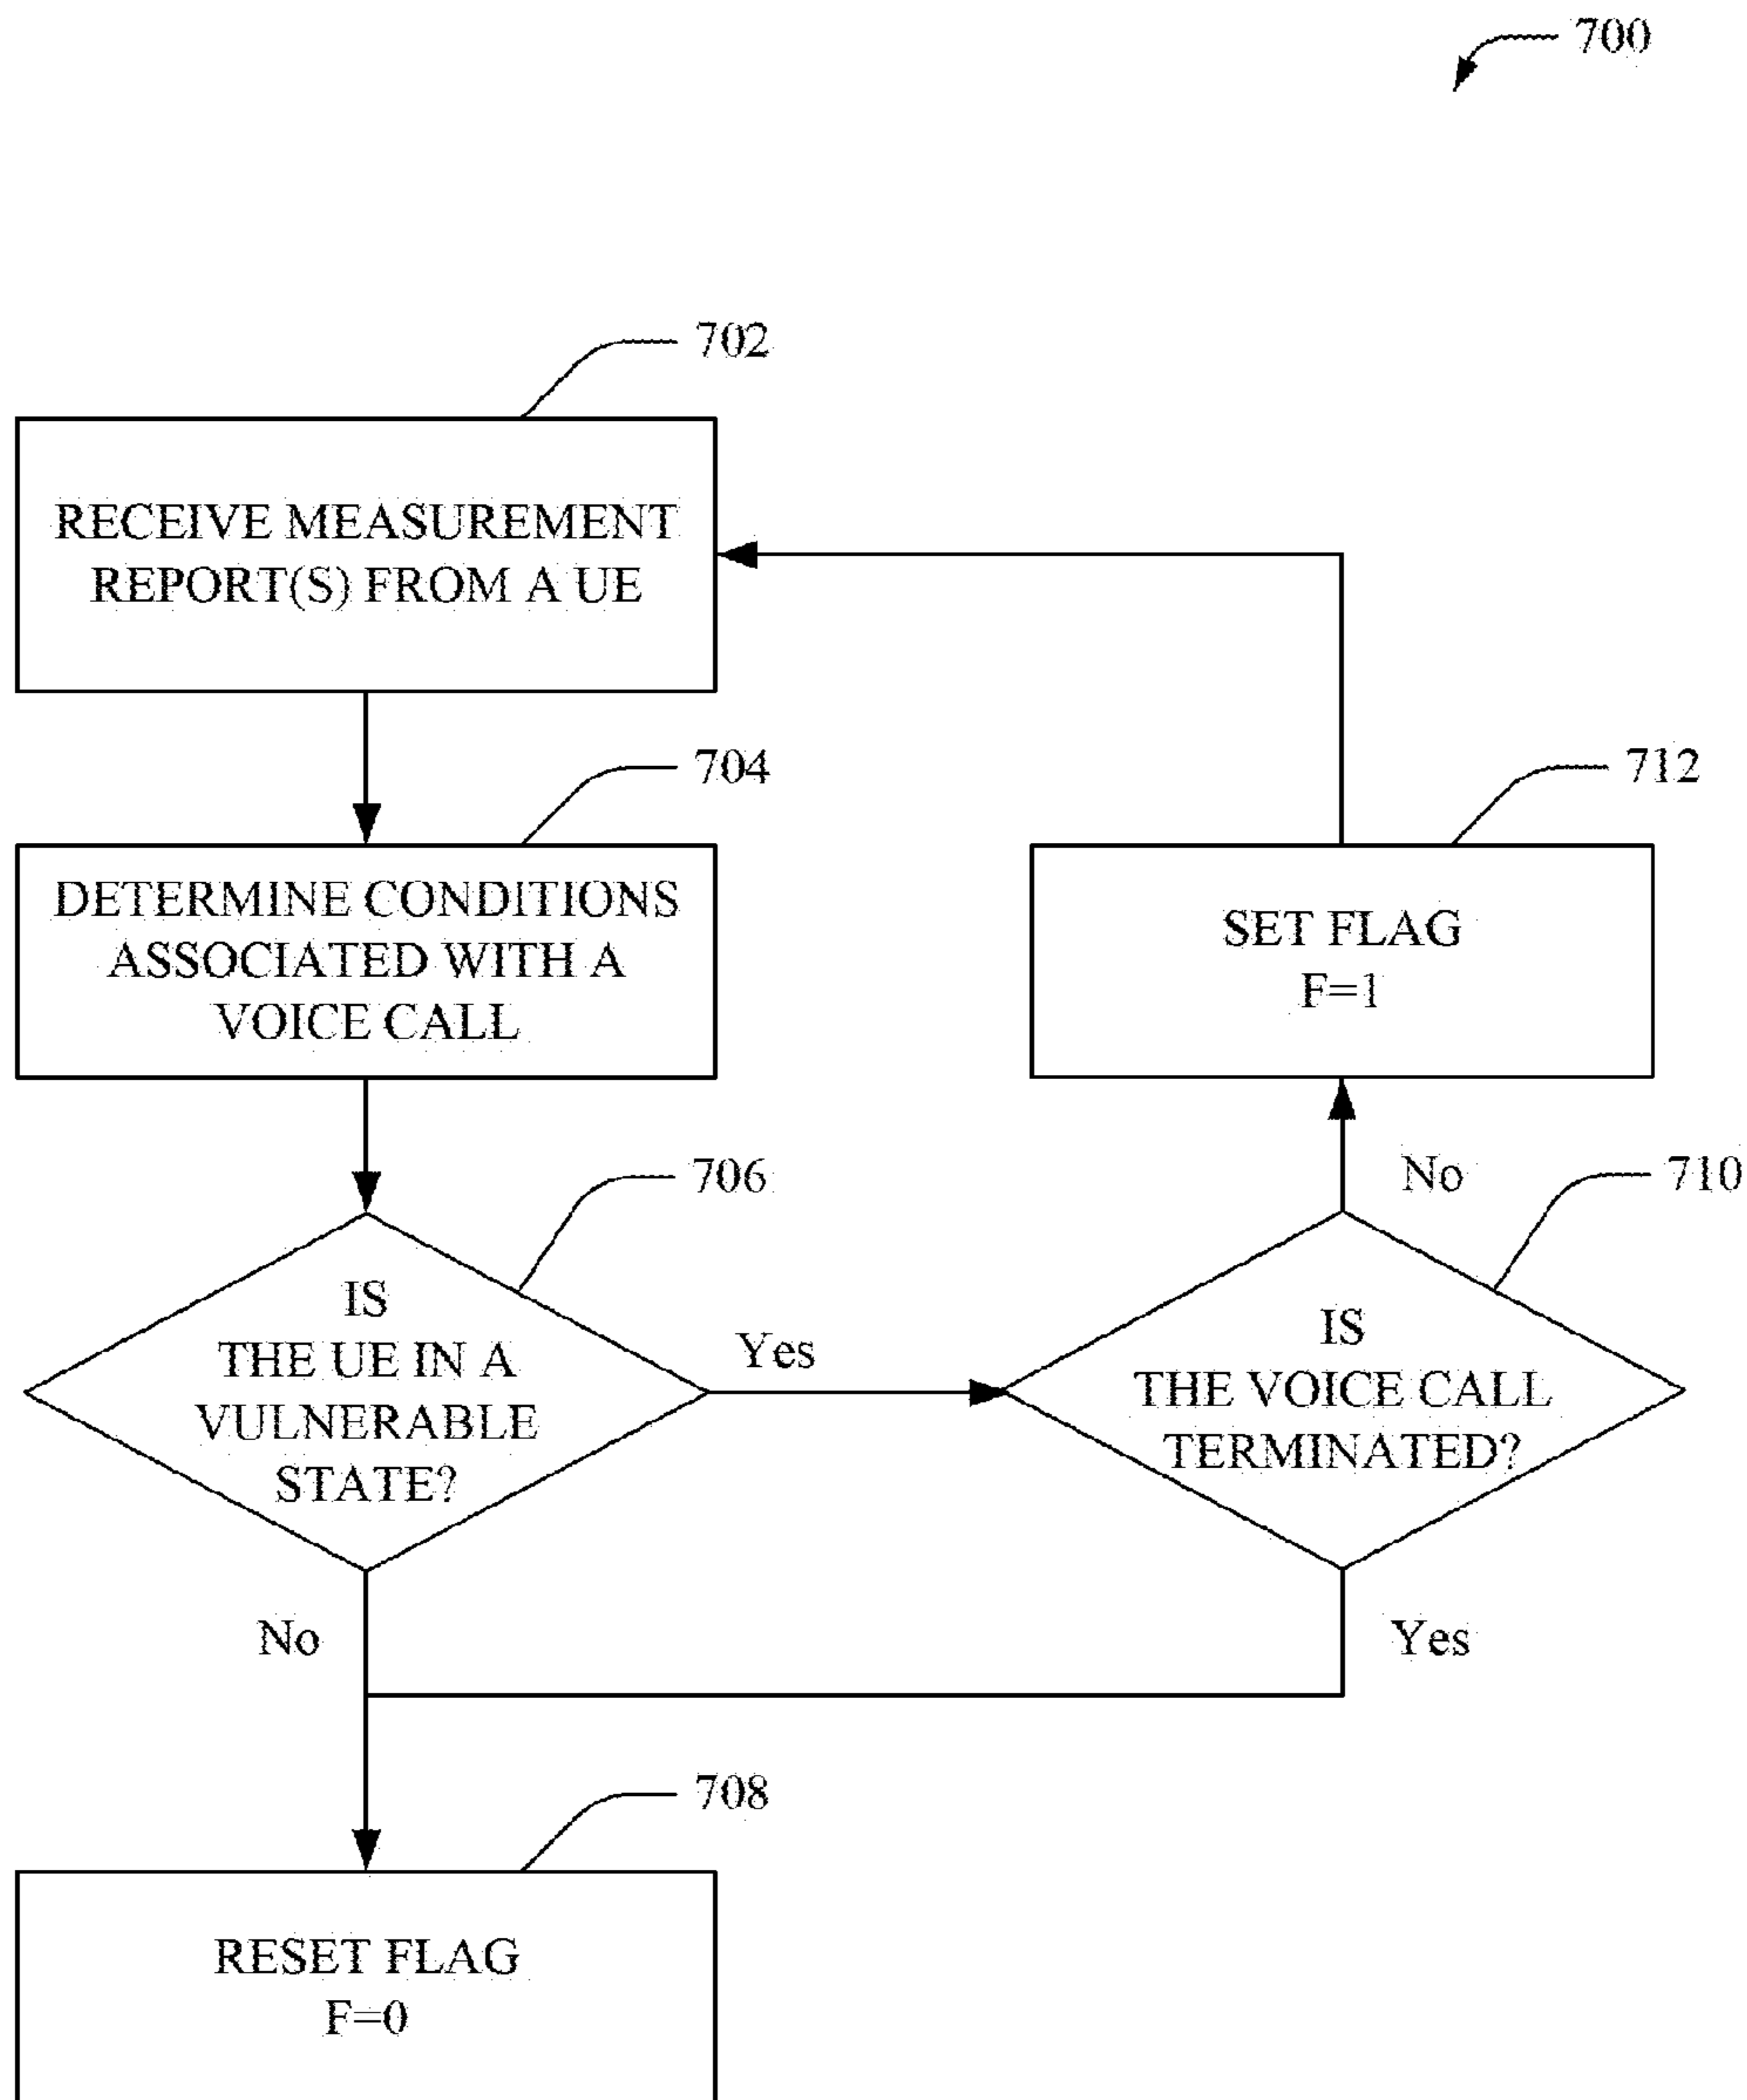 700
702
RECEIVE MEASUREMENT
REPORT(S) FROM A UE
704
DETERMINE CONDITIONS
ASSOCIATED WITH A
VOICE CALL
712
SET FLAG
F=1
706
IS
THE UE IN A
VULNERABLE
STATE?
Yes
No
No
710
IS
THE VOICE CALL
TERMINATED?
Yes
708
RESET FLAG
F=0